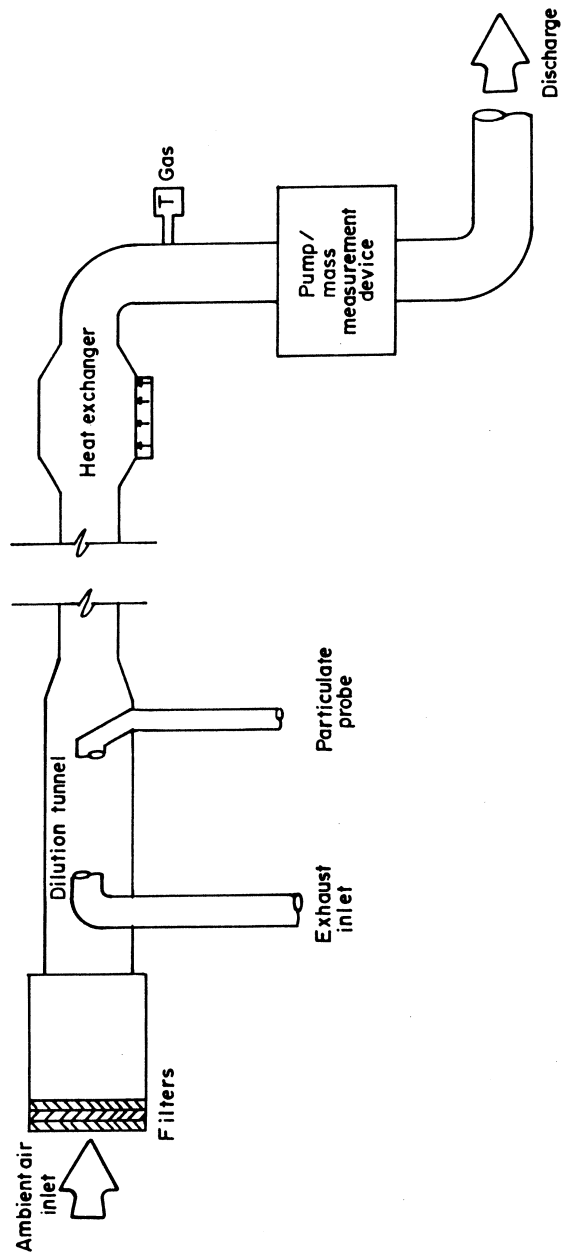 Ambient air
inlet
Filters
Dilution tunnel
Exhaust
inlet
Particulate
probe
Heat exchanger
T
Gas
Pump/
mass
measurement
device
Discharge